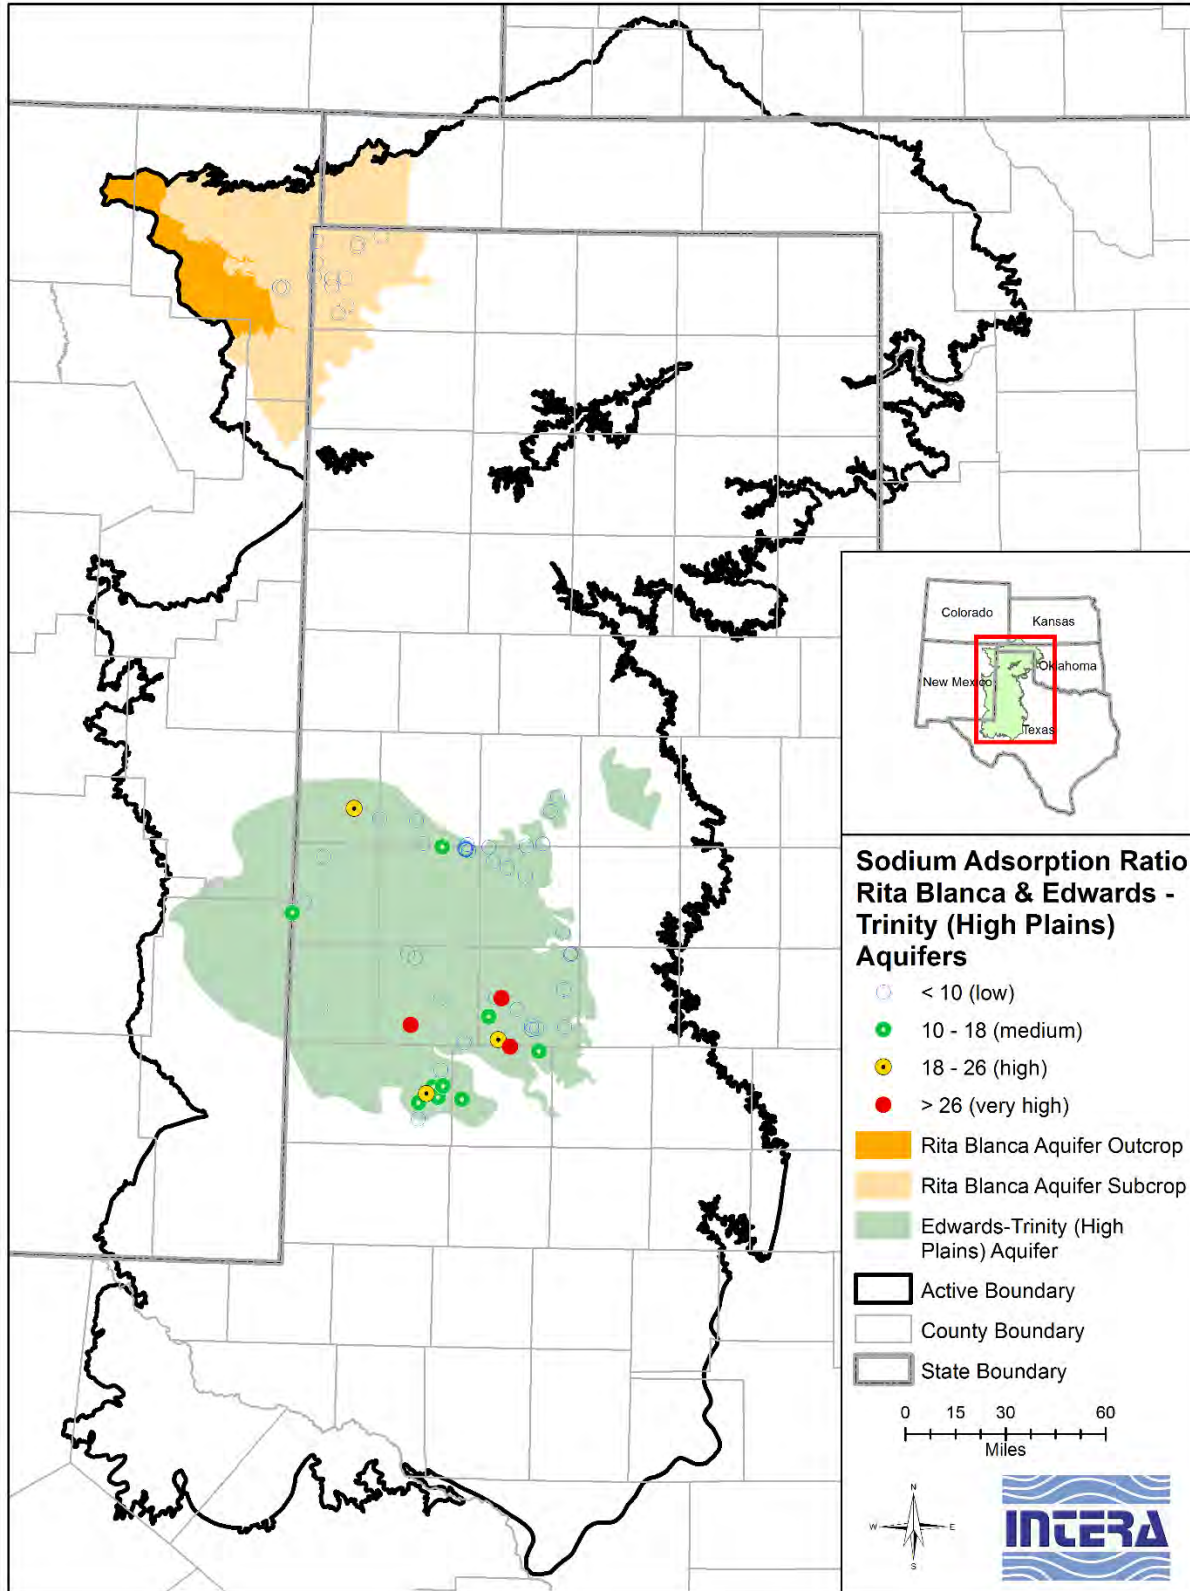 Colorado
Kansas
New Mexico
Oklahoma
Texas
Sodium Adsorption Ratio
Rita Blanca & Edwards -
Trinity (High Plains)
Aquifers
< 10 (low)
10 - 18 (medium)
18 - 26 (high)
> 26 (very high)
Rita Blanca Aquifer Outcrop
Rita Blanca Aquifer Subcrop
Edwards-Trinity (High
Plains) Aquifer
Active Boundary
County Boundary
State Boundary
0 15 30 60
Miles
N
W E
S
INTERA